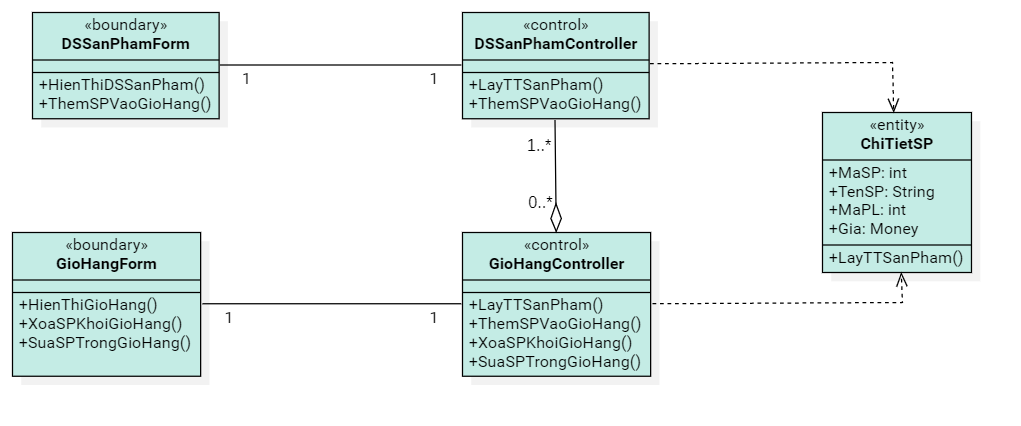 «boundary»
DSSanPhamForm
+HienThiDSSanPham()
+ThemSPVaoGioHang()
1
1
«control»
DSSanPhamController
+LayTTSanPham()
+ThemSPVaoGioHang()
1..*
0..*
«entity»
ChiTietSP
+MaSP: int
+TenSP: String
+MaPL: int
+Gia: Money
+LayTTSanPham()
«boundary»
GioHangForm
+HienThiGioHang()
+XoaSPKhoiGioHang()
+SuaSPTrongGioHang()
1
1
«control»
GioHangController
+LayTTSanPham()
+ThemSPVaoGioHang()
+XoaSPKhoiGioHang()
+SuaSPTrongGioHang()